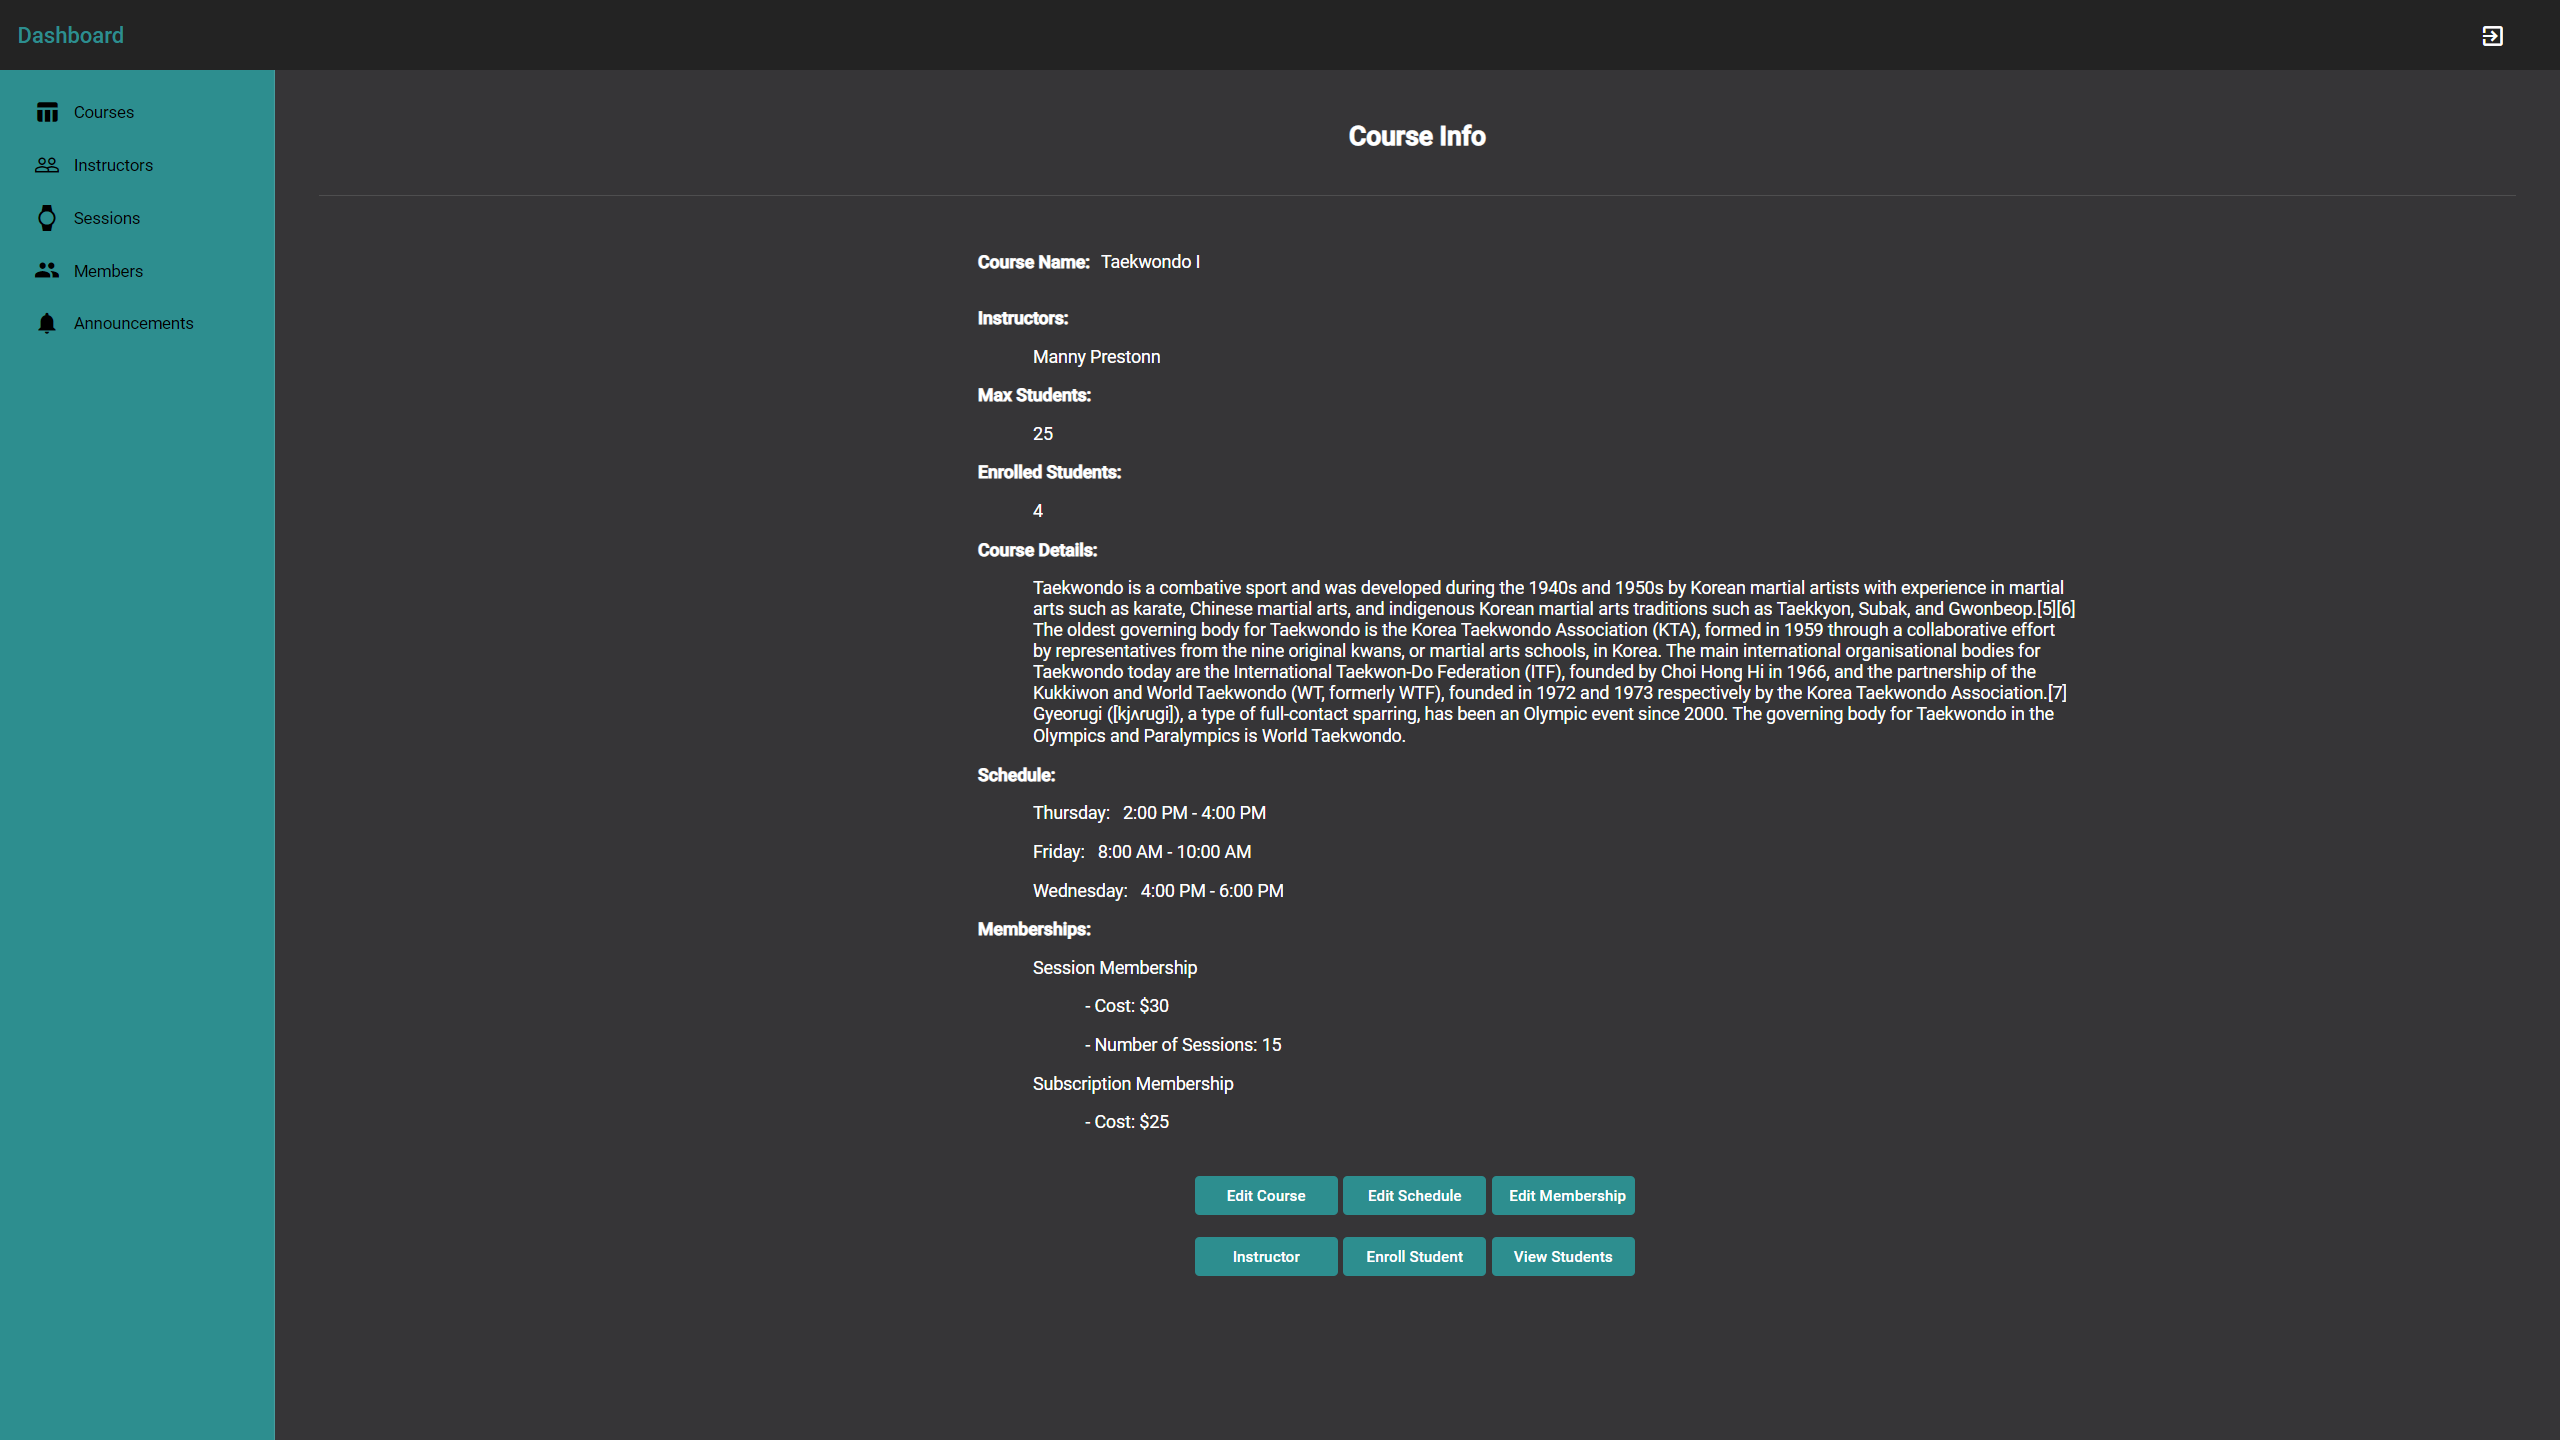 Dashboard
Courses
Instructors
Sessions
Members
Announcements
Course Info
Course Name: Taekwondo I
Instructors:
Manny Prestonn
Max Students:
25
Enrolled Students:
4
Course Details:
Taekwondo is a combative sport and was developed during the 1940s and 1950s by Korean martial artists with experience in martial
arts such as karate, Chinese martial arts, and indigenous Korean martial arts traditions such as Taekkyon, Subak, and Gwonbeop.[5][6]
The oldest governing body for Taekwondo is the Korea Taekwondo Association (KTA), formed in 1959 through a collaborative effort
by representatives from the nine original kwans, or martial arts schools, in Korea. The main international organisational bodies for
Taekwondo today are the International Taekwon-Do Federation (ITF), founded by Choi Hong Hi in 1966, and the partnership of the
Kukkiwon and World Taekwondo (WT, formerly WTF), founded in 1972 and 1973 respectively by the Korea Taekwondo Association.[7]
Gyeorugi ([kjʌɾugi]), a type of full-contact sparring, has been an Olympic event since 2000. The governing body for Taekwondo in the
Olympics and Paralympics is World Taekwondo.
Schedule:
Thursday: 2:00 PM - 4:00 PM
Friday: 8:00 AM - 10:00 AM
Wednesday: 4:00 PM - 6:00 PM
Memberships:
Session Membership
- Cost: $30
- Number of Sessions: 15
Subscription Membership
- Cost: $25
Edit Course Edit Schedule Edit Membership
Instructor Enroll Student View Students